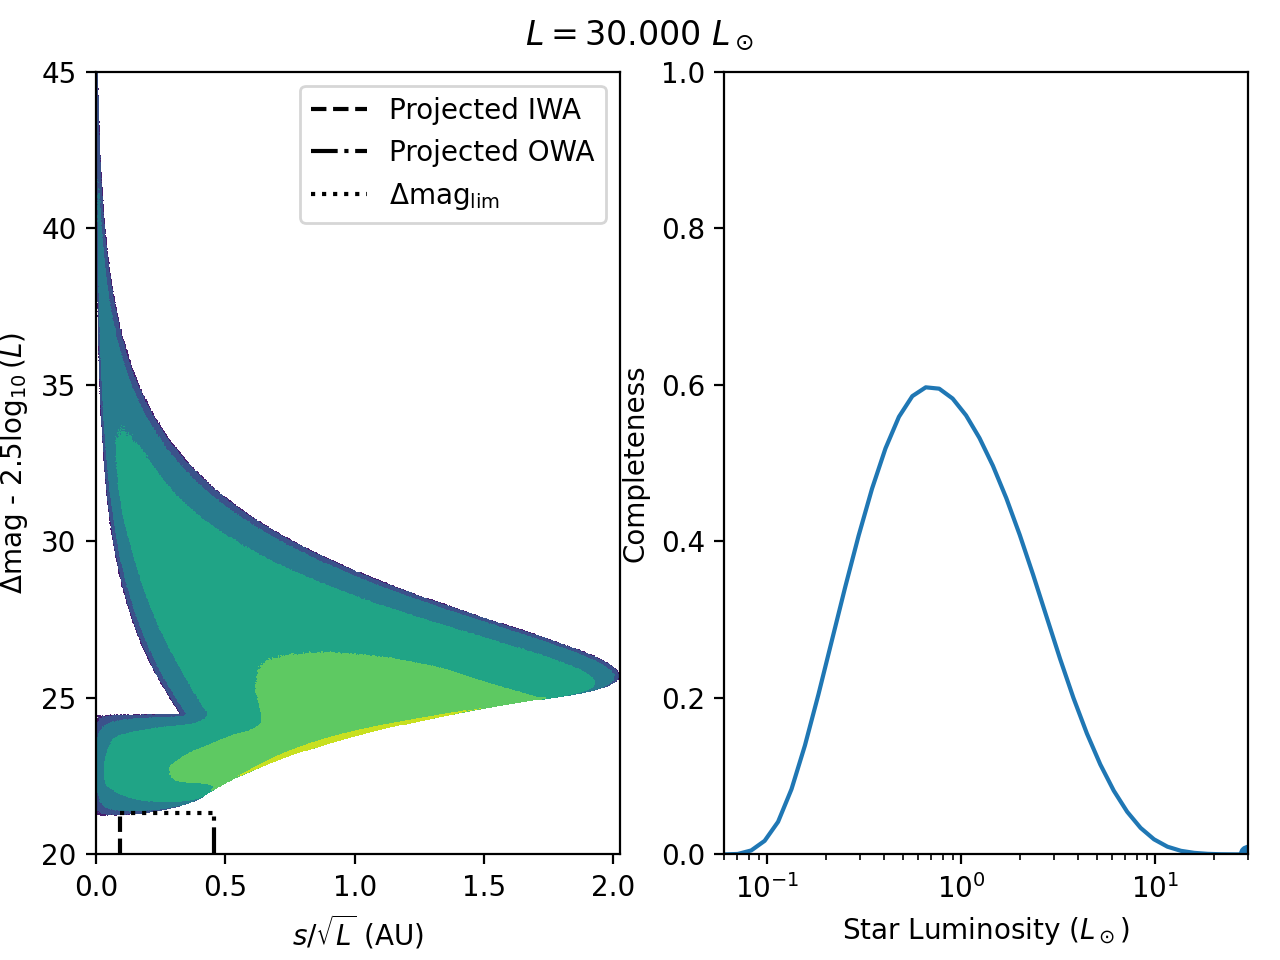 L = 30.000 L⊙
45
40
35
30
25
20
Δmag - 2.5log₁₀(L)
Projected IWA
Projected OWA
Δmag_lim
0.0 0.5 1.0 1.5 2.0
s/√L (AU)
1.0
0.8
0.6
0.4
0.2
0.0
Completeness
10⁻¹ 10⁰ 10¹
Star Luminosity (L⊙)